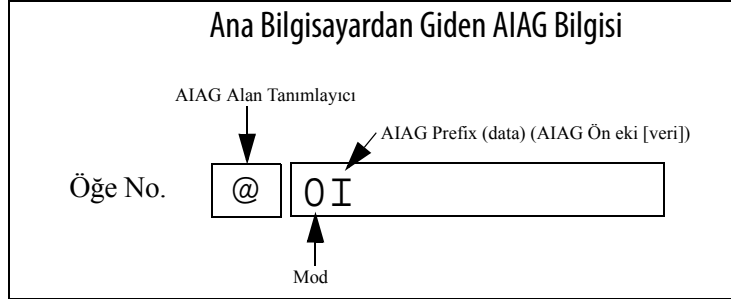 Ana Bilgisayardan Giden AIAG Bilgisi
AIAG Alan Tanımlayıcı
AIAG Prefix (data) (AIAG Ön eki [veri])
Öğe No. @ 0I
Mod